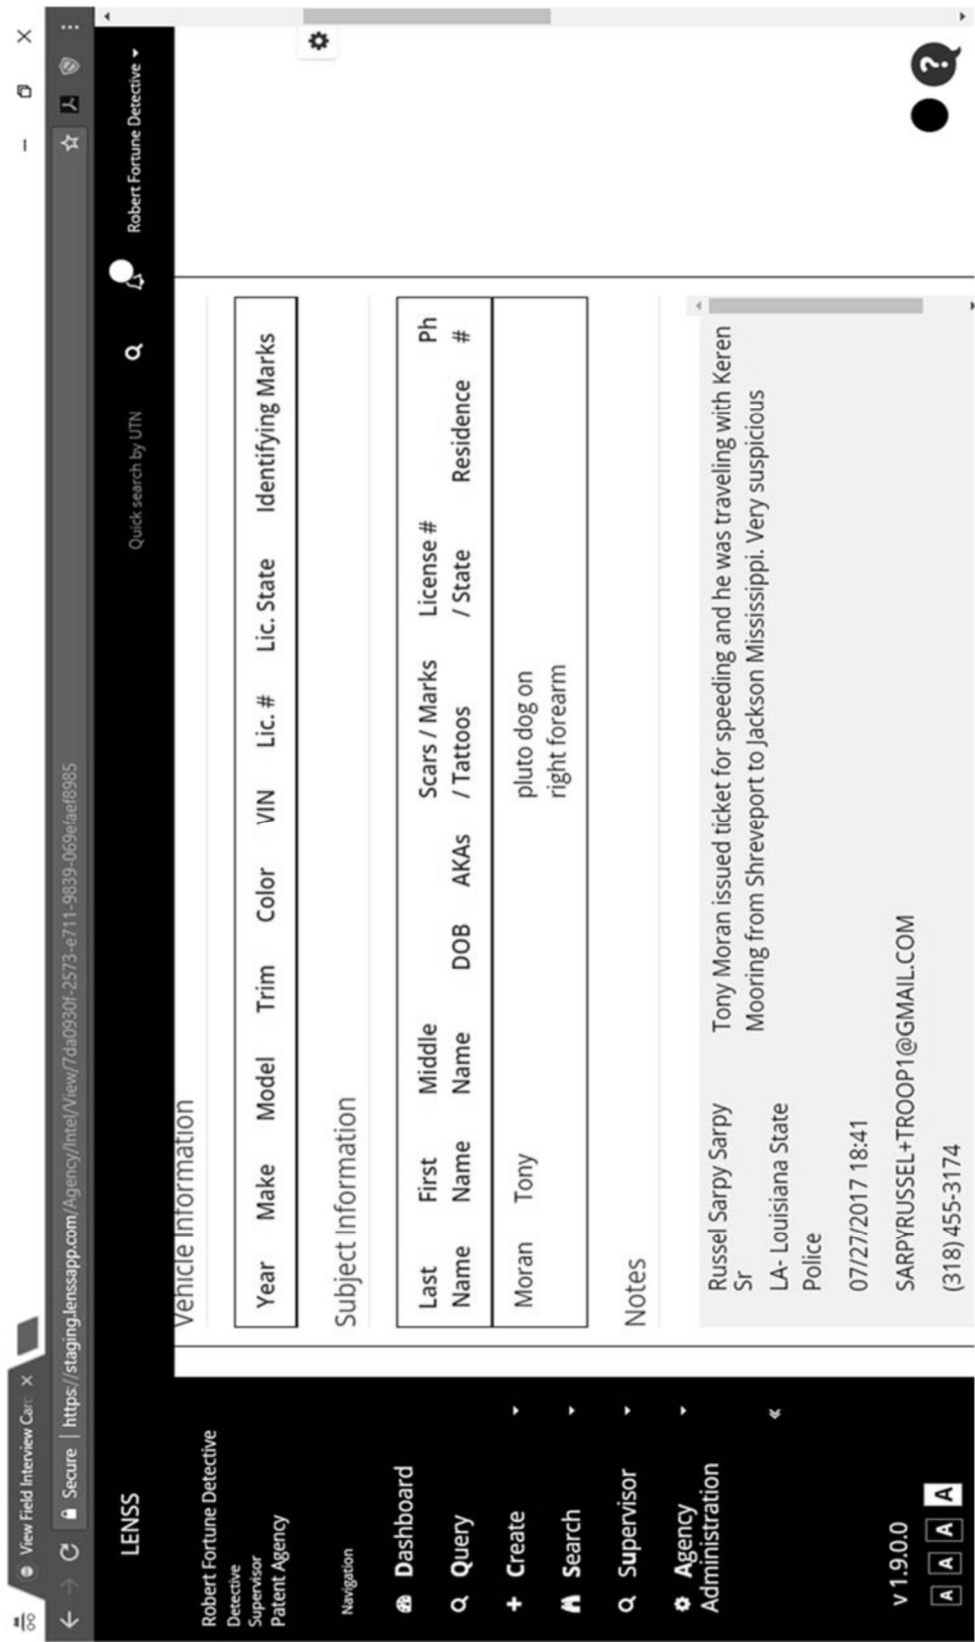 View Field Interview Car
Secure | https://staging.lenssapp.com/Agency/Intel/View/7da0930f-2573-e711-9839-069efaef8985
LENSS
Quick search by UTN
Robert Fortune Detective
Robert Fortune Detective
Detective
Supervisor
Patent Agency
Navigation
Dashboard
Query
Create
Search
Supervisor
Agency
Administration
v 1.9.0.0
A A A A
Vehicle Information
Year Make Model Trim Color VIN Lic. # Lic. State Identifying Marks
Subject Information
Last First Middle Scars / Marks License # Ph
Name Name Name DOB AKAs / Tattoos / State Residence #
Moran Tony pluto dog on
right forearm
Notes
Russel Sarpy Sarpy
Sr
LA- Louisiana State
Police
07/27/2017 18:41
SARPYRUSSEL+TROOP1@GMAIL.COM
(318) 455-3174
Tony Moran issued ticket for speeding and he was traveling with Keren
Mooring from Shreveport to Jackson Mississippi. Very suspicious
?